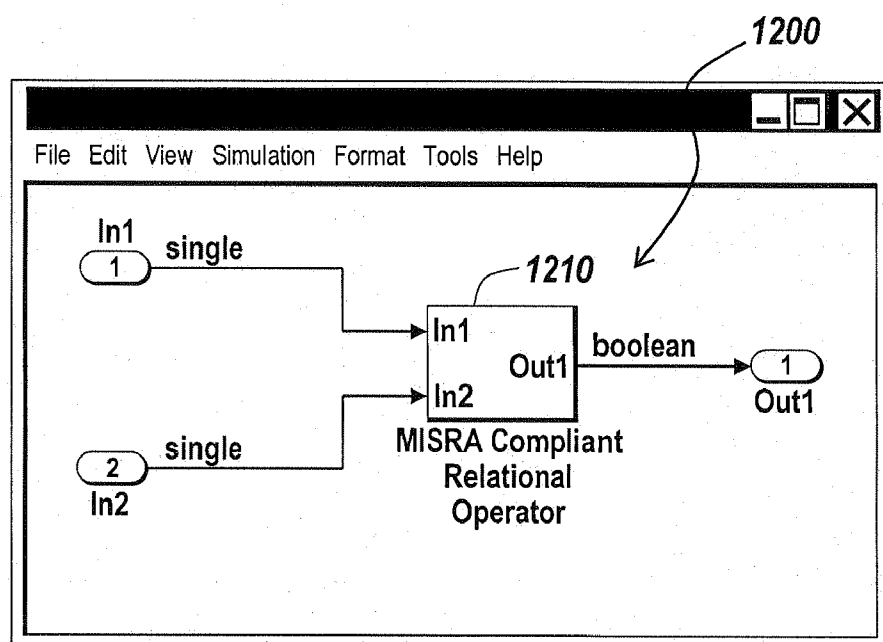 1200
File Edit View Simulation Format Tools Help
In1
1
single
1210
In1
Out1
In2
boolean
1
Out1
2
single
In2
MISRA Compliant
Relational
Operator